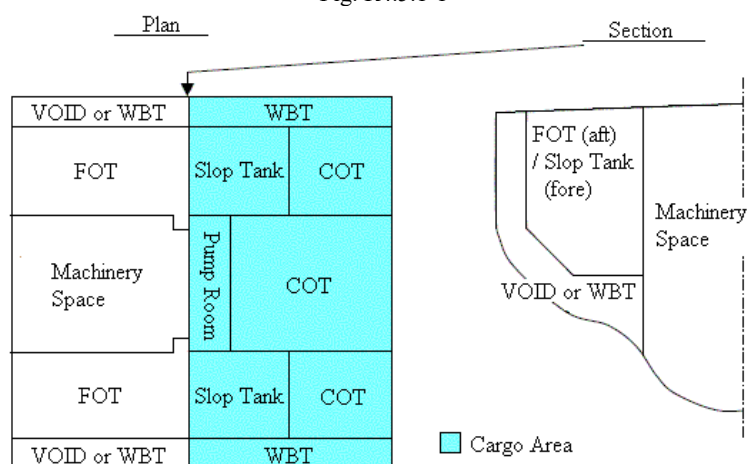 Plan
Section
VOID or WBT
WBT
FOT
Slop Tank
COT
FOT (aft)
/ Slop Tank
(fore)
Machinery
Space
Pump Room
COT
Machinery
Space
VOID or WBT
FOT
Slop Tank
COT
VOID or WBT
WBT
Cargo Area